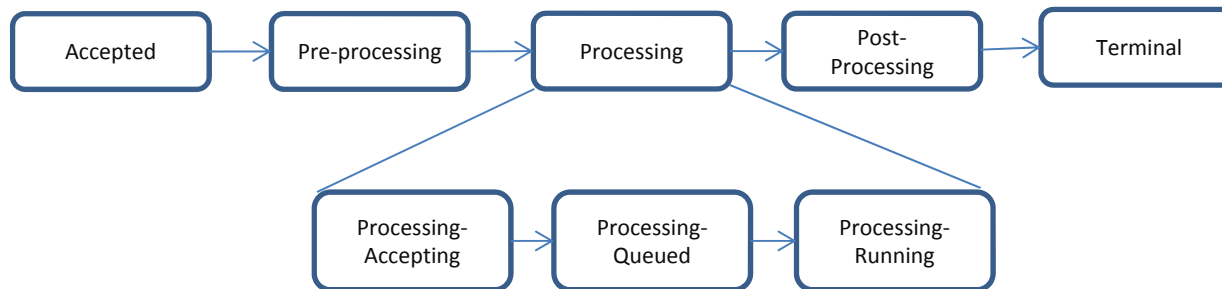 Accepted
Pre-processing
Processing
Post-
Processing
Terminal
Processing-
Accepting
Processing-
Queued
Processing-
Running